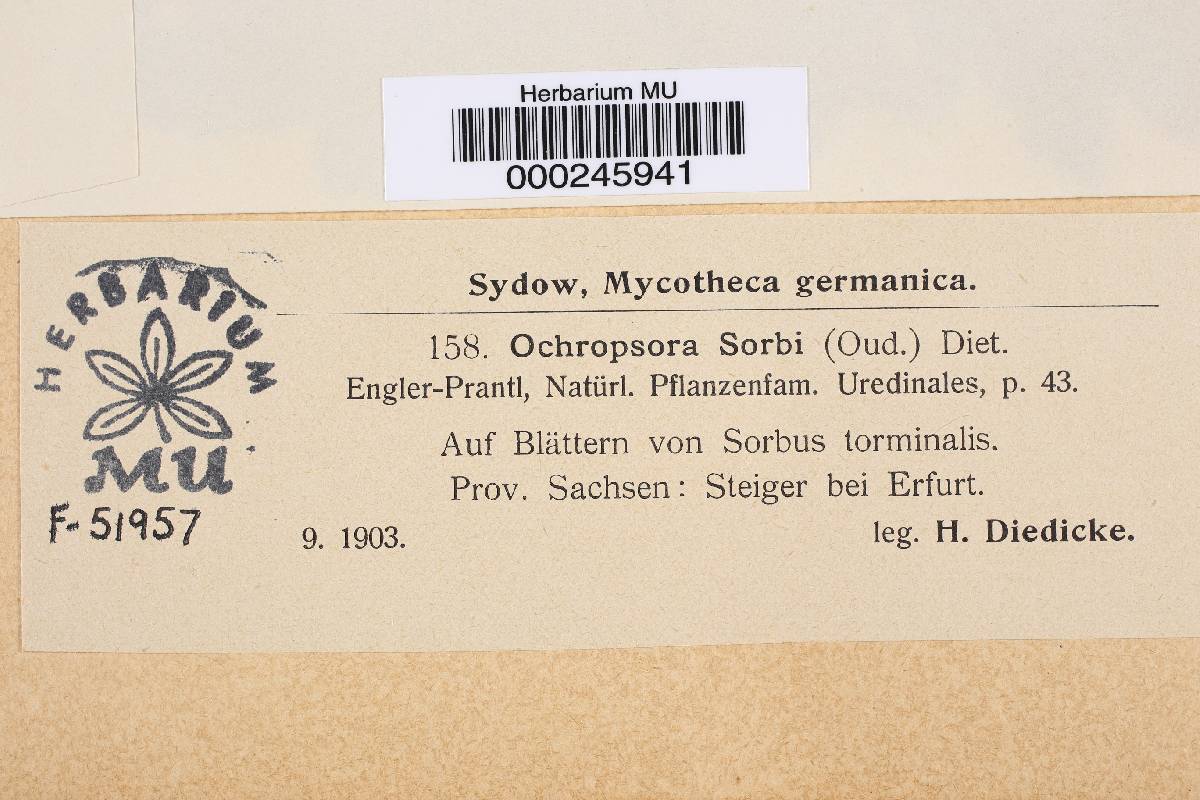 Herbarium MU
000245941
HERBARIUM
MU
F-51957
Sydow, Mycotheca germanica.
158. Ochropsora Sorbi (Oud.) Diet.
Engler-Prantl, Natürl. Pflanzenfam. Uredinales, p. 43.
Auf Blättern von Sorbus torminalis.
Prov. Sachsen: Steiger bei Erfurt.
9. 1903. leg. H. Diedicke.